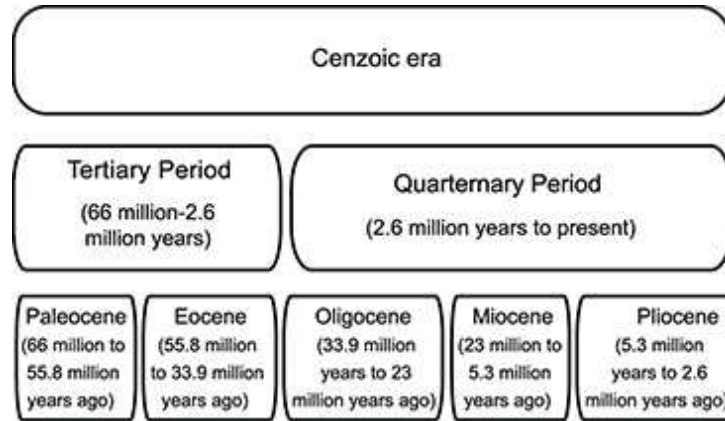 Cenzoic era
Tertiary Period
(66 million-2.6
million years)
Quarternary Period
(2.6 million years to present)
Paleocene
(66 million to
55.8 million
years ago)
Eocene
(55.8 million
to 33.9 million
years ago)
Oligocene
(33.9 million
years to 23
million years ago)
Miocene
(23 million to
5.3 million
years ago)
Pliocene
(5.3 million
years to 2.6
million years ago)